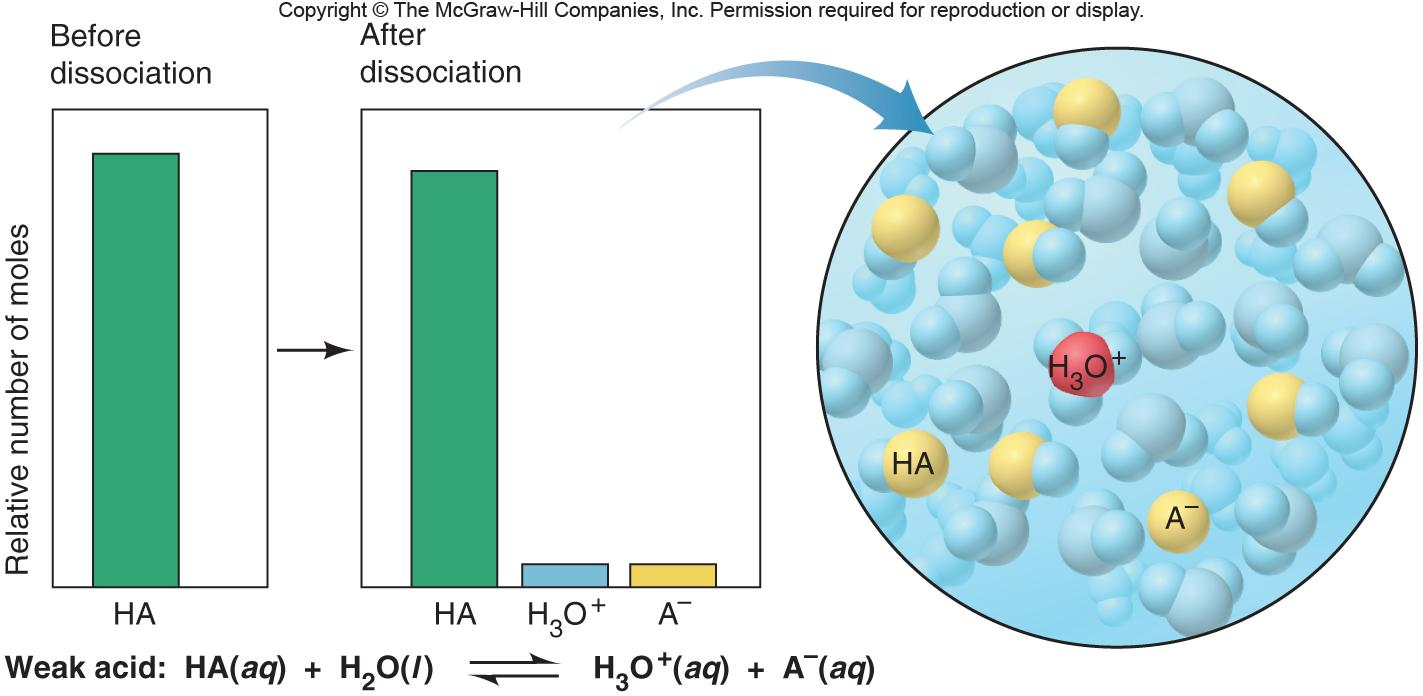 Copyright © The McGraw-Hill Companies, Inc. Permission required for reproduction or display.
Before
dissociation
After
dissociation
Relative number of moles
HA
HA
H₃O⁺
A⁻
H₃O⁺
HA
A⁻
Weak acid: HA(aq) + H₂O(l) ⇌ H₃O⁺(aq) + A⁻(aq)